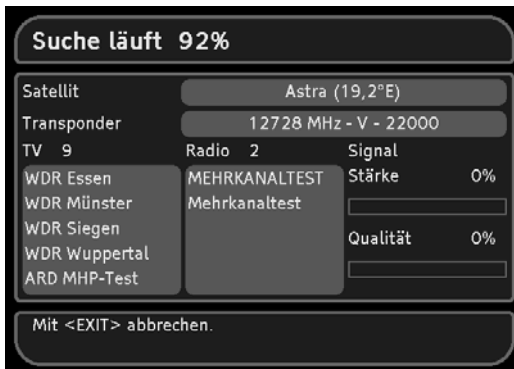 Suche läuft 92%
Satellit Astra (19,2°E)
Transponder 12728 MHz - V - 22000
TV 9 Radio 2 Signal
WDR Essen MEHRKANALTEST Stärke 0%
WDR Münster Mehrkanaltest
WDR Siegen
Qualität 0%
WDR Wuppertal
ARD MHP-Test
Mit <EXIT> abbrechen.